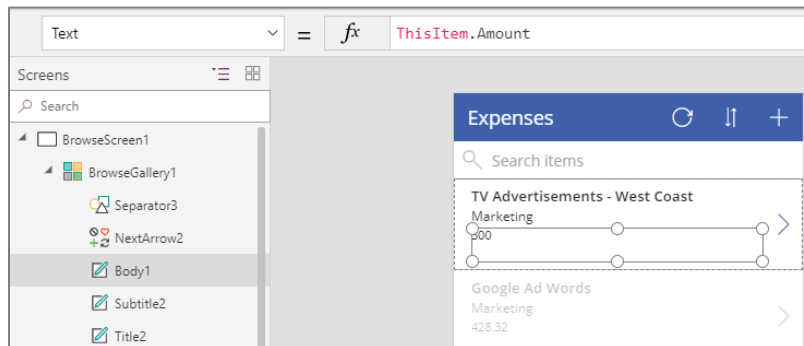 Text = fx ThisItem.Amount
Screens
Search
BrowseScreen1
BrowseGallery1
Separator3
NextArrow2
Body1
Subtitle2
Title2
Expenses
Search items
TV Advertisements - West Coast
Marketing
300
Google Ad Words
Marketing
428.32